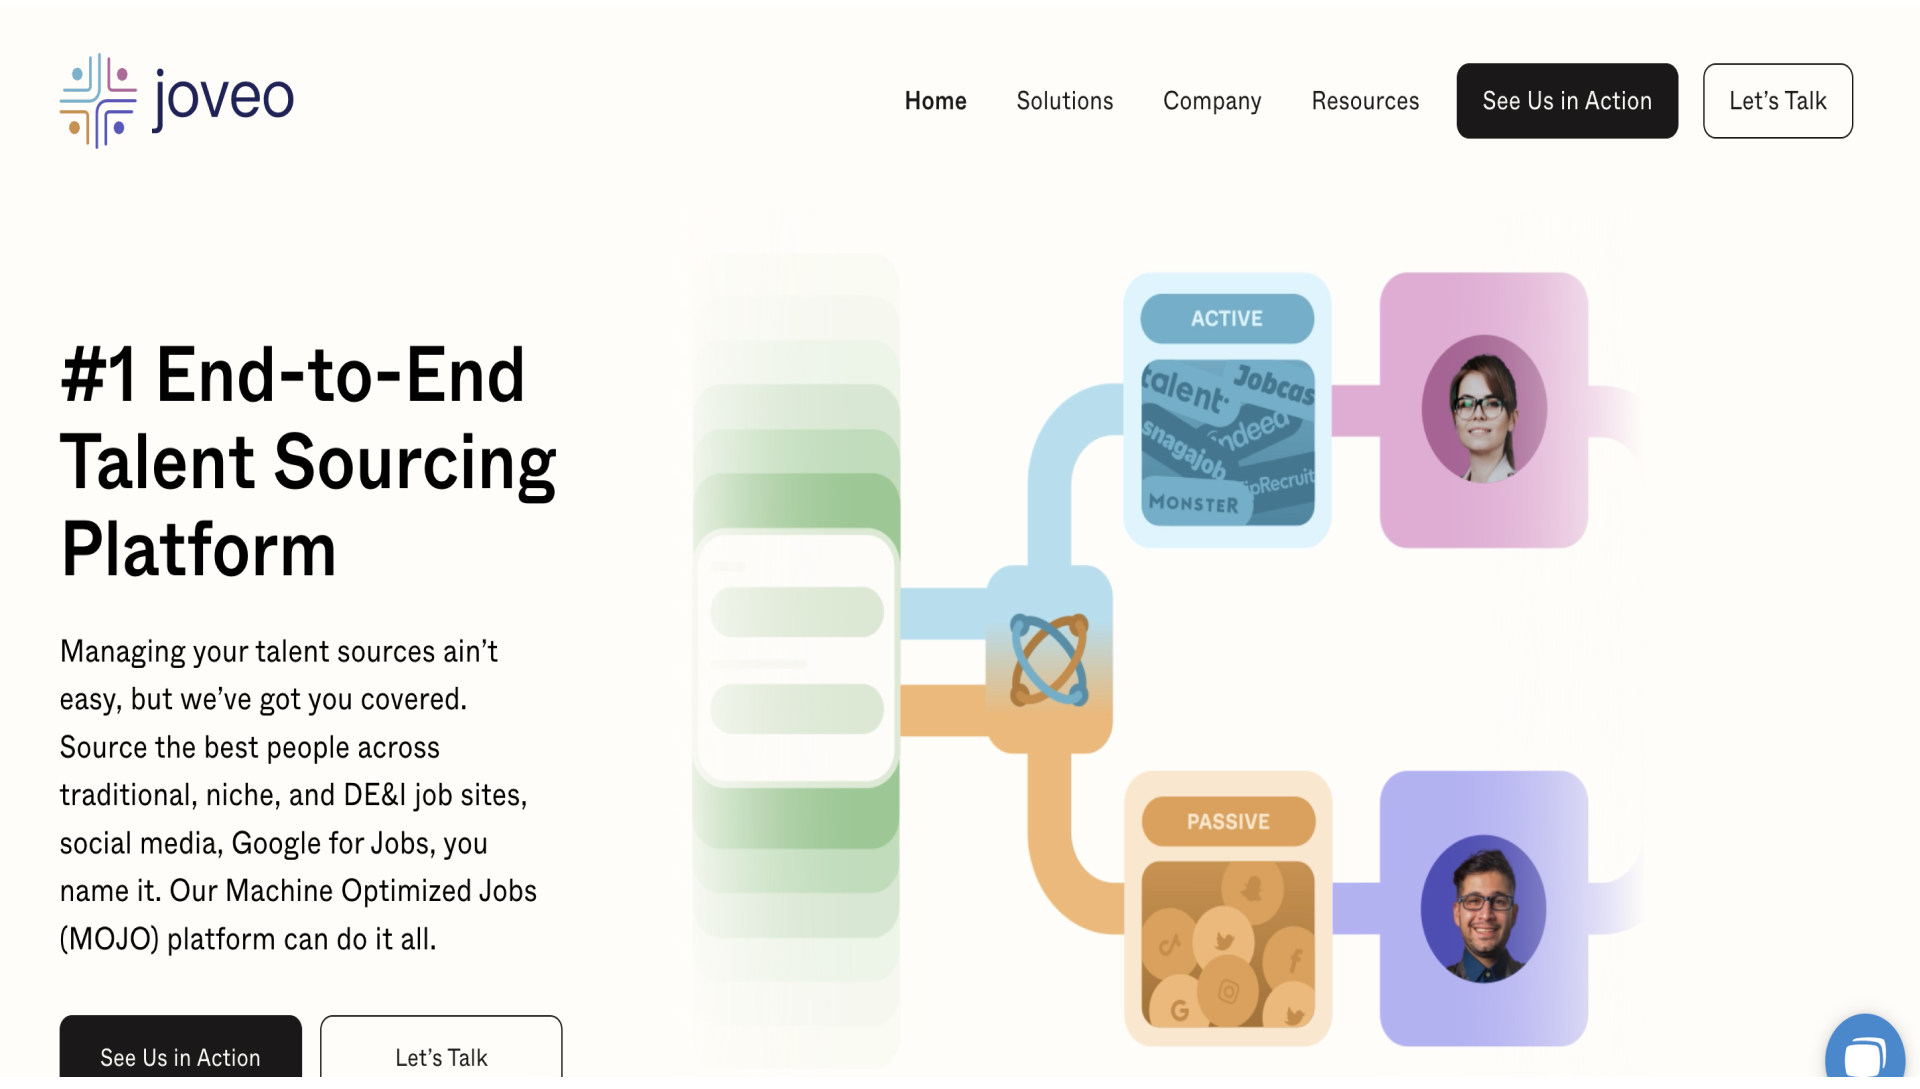 joveo
Home
Solutions
Company
Resources
See Us in Action
Let’s Talk
#1 End-to-End
Talent Sourcing
Platform
Managing your talent sources ain’t
easy, but we’ve got you covered.
Source the best people across
traditional, niche, and DE&I job sites,
social media, Google for Jobs, you
name it. Our Machine Optimized Jobs
(MOJO) platform can do it all.
See Us in Action
Let’s Talk
ACTIVE
talent
Jobcas
snagajob
indeed
ipRecruit
MONSTER
PASSIVE
G